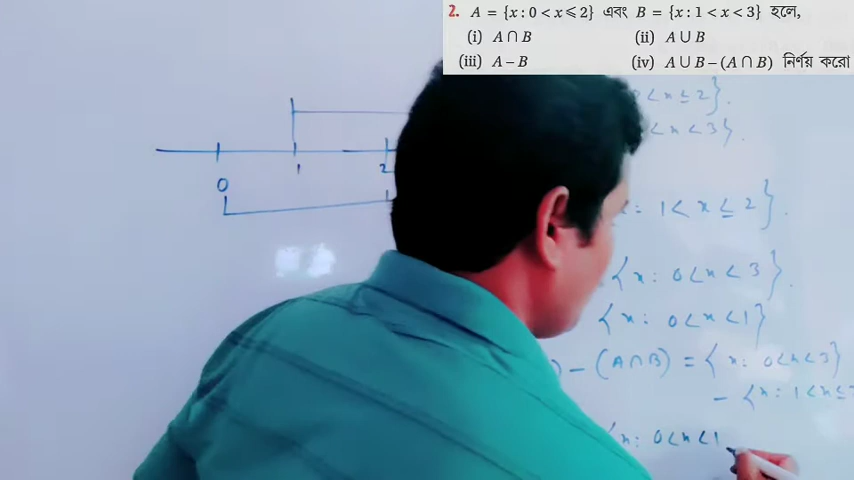 2. A = {x : 0 < x ⩽ 2} এবং B = {x : 1 < x < 3} হলে,
(i) A ∩ B (ii) A ∪ B
(iii) A − B (iv) A ∪ B − (A ∩ B) নির্ণয় করো
0 < x ≤ 2}.
< x < 3}.
1 2
0
x: 1 < x ≤ 2}.
{x: 0 < x < 3}.
{x: 0 < x < 1}
) − (A ∩ B) = {x: 0 < x < 3}
− {x: 1 < x ≤ 2
{x: 0 < x < 1